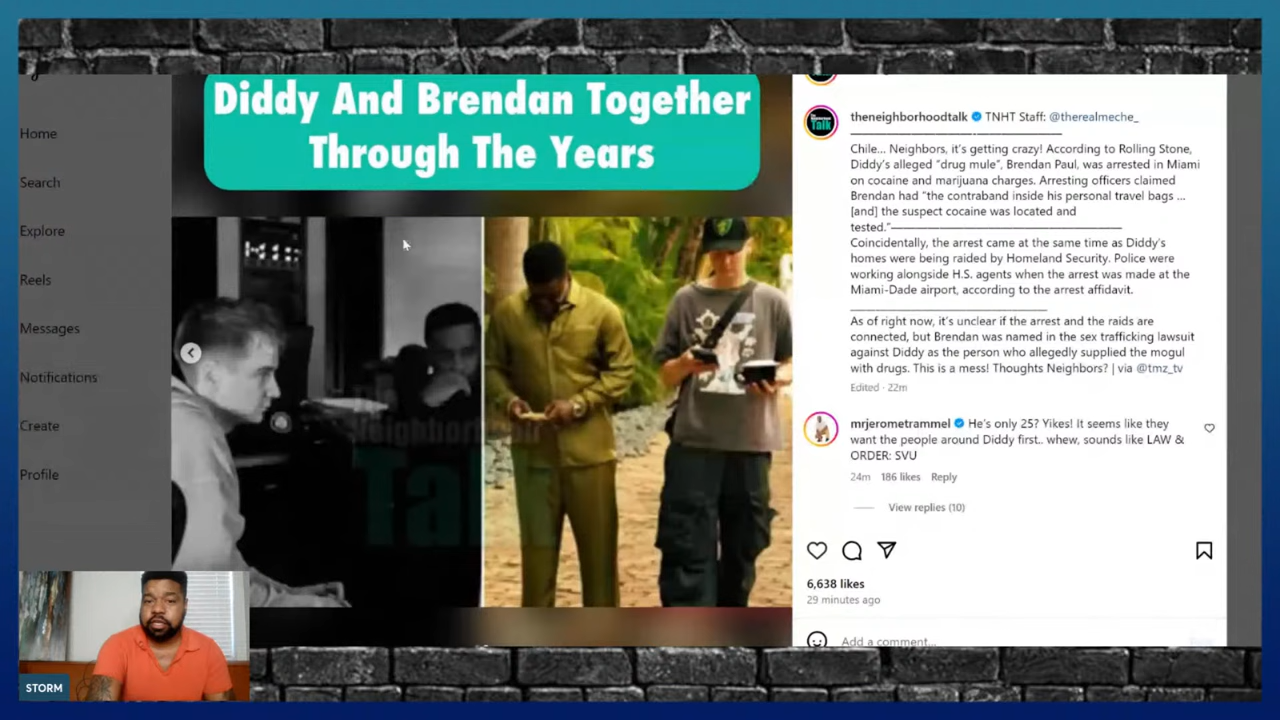 Diddy And Brendan Together
Through The Years
Home
Search
Explore
Reels
Messages
Notifications
Create
Profile
Talk
theneighborhoodtalk TNHT Staff: @therealmeche_
Chile... Neighbors, it's getting crazy! According to Rolling Stone,
Diddy's alleged "drug mule", Brendan Paul, was arrested in Miami
on cocaine and marijuana charges. Arresting officers claimed
Brendan had "the contraband inside his personal travel bags ...
[and] the suspect cocaine was located and
tested."——————————————————
Coincidentally, the arrest came at the same time as Diddy's
homes were being raided by Homeland Security. Police were
working alongside H.S. agents when the arrest was made at the
Miami-Dade airport, according to the arrest affidavit.
As of right now, it's unclear if the arrest and the raids are
connected, but Brendan was named in the sex trafficking lawsuit
against Diddy as the person who allegedly supplied the mogul
with drugs. This is a mess! Thoughts Neighbors? | via @tmz_tv
Edited · 22m
mrjerometrammel He's only 25? Yikes! It seems like they
want the people around Diddy first.. whew, sounds like LAW &
ORDER: SVU
24m 186 likes Reply
View replies (10)
6,638 likes
29 minutes ago
Add a comment...
STORM